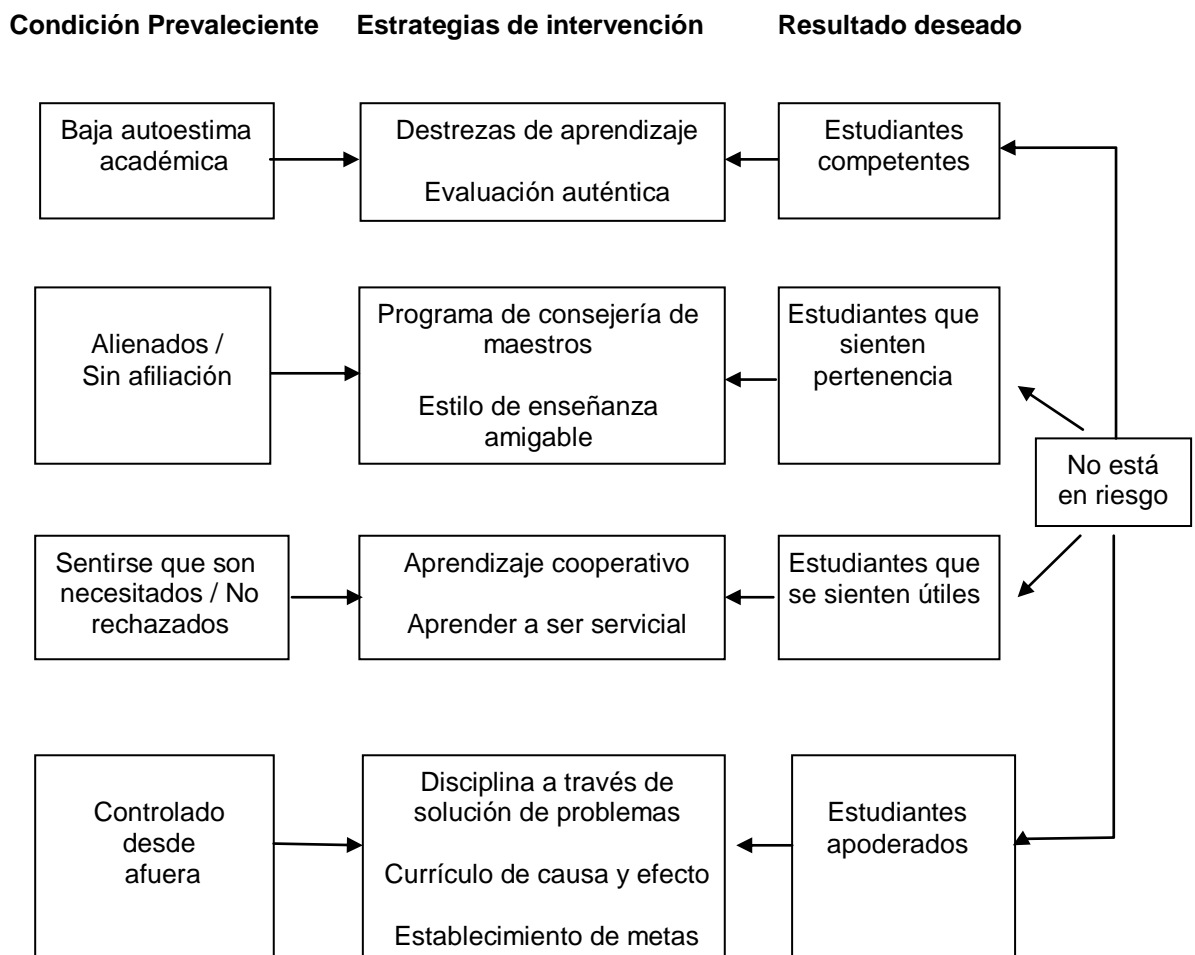 Condición Prevaleciente Estrategias de intervención Resultado deseado
Baja autoestima
académica
Destrezas de aprendizaje
Evaluación auténtica
Estudiantes
competentes
Alienados /
Sin afiliación
Programa de consejería de
maestros
Estilo de enseñanza
amigable
Estudiantes que
sienten
pertenencia
No está
en riesgo
Sentirse que son
necesitados / No
rechazados
Aprendizaje cooperativo
Aprender a ser servicial
Estudiantes que
se sienten útiles
Controlado
desde
afuera
Disciplina a través de
solución de problemas
Currículo de causa y efecto
Establecimiento de metas
Estudiantes
apoderados